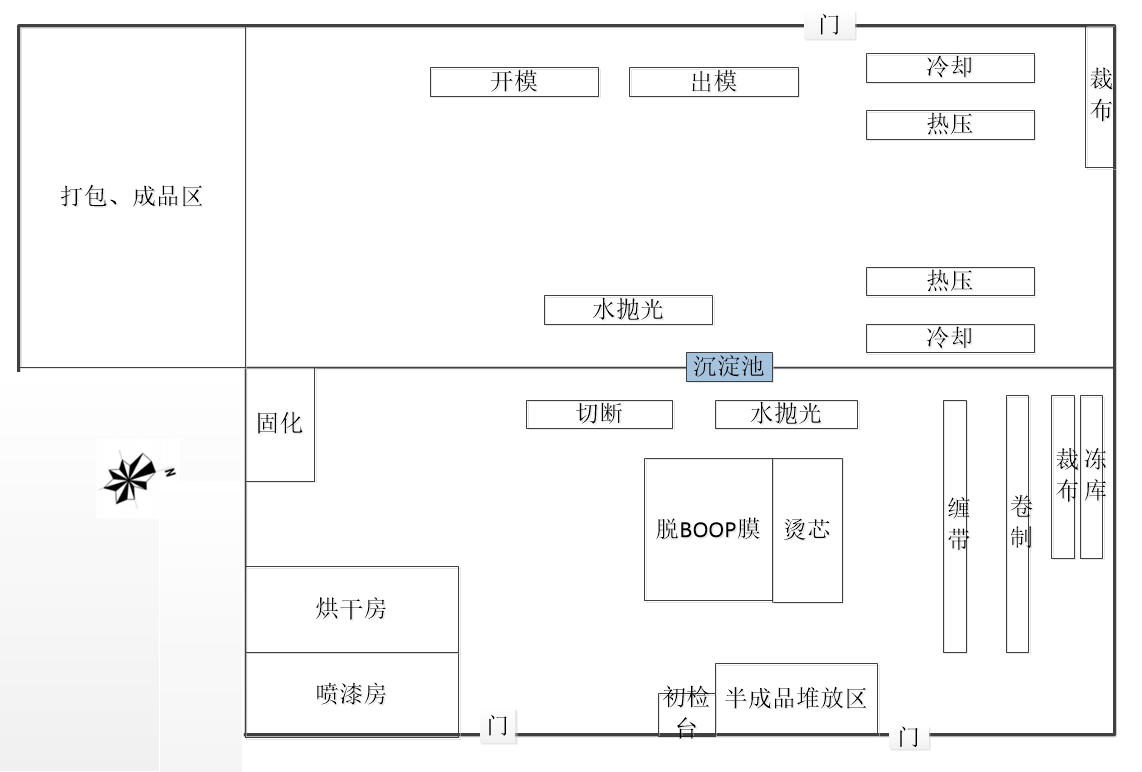 门
冷却
开模
出模
裁
布
热压
打包、成品区
热压
水抛光
冷却
沉淀池
固化
切断
水抛光
裁
布
冻
库
缠
带
卷
制
脱BOOP膜
烫芯
N
烘干房
喷漆房
初检
台
半成品堆放区
门
门